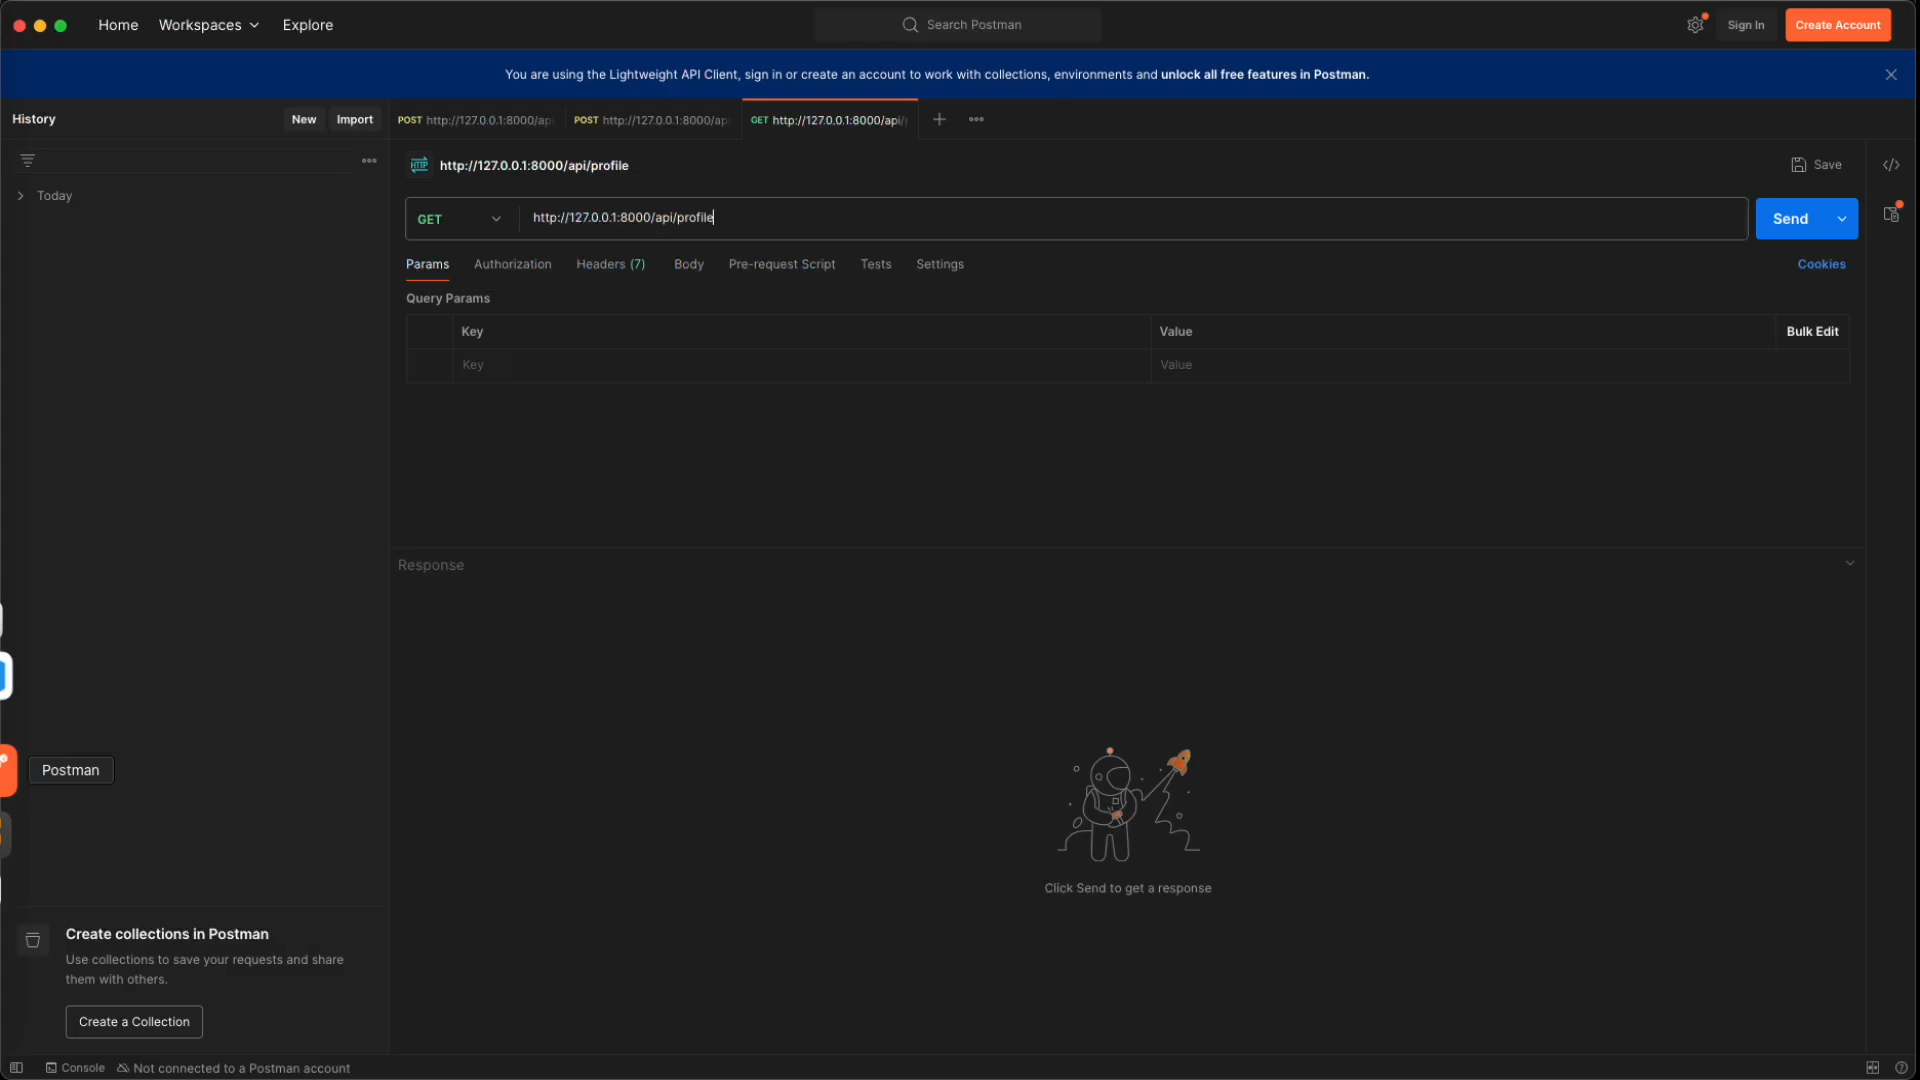 Home Workspaces Explore Search Postman Sign In Create Account
You are using the Lightweight API Client, sign in or create an account to work with collections, environments and unlock all free features in Postman.
History New Import POST http://127.0.0.1:8000/api POST http://127.0.0.1:8000/ap GET http://127.0.0.1:8000/api/
HTTP http://127.0.0.1:8000/api/profile Save
Today
GET http://127.0.0.1:8000/api/profile Send
Params Authorization Headers (7) Body Pre-request Script Tests Settings Cookies
Query Params
Key Value Bulk Edit
Key Value
Response
Postman
Click Send to get a response
Create collections in Postman
Use collections to save your requests and share
them with others.
Create a Collection
Console Not connected to a Postman account